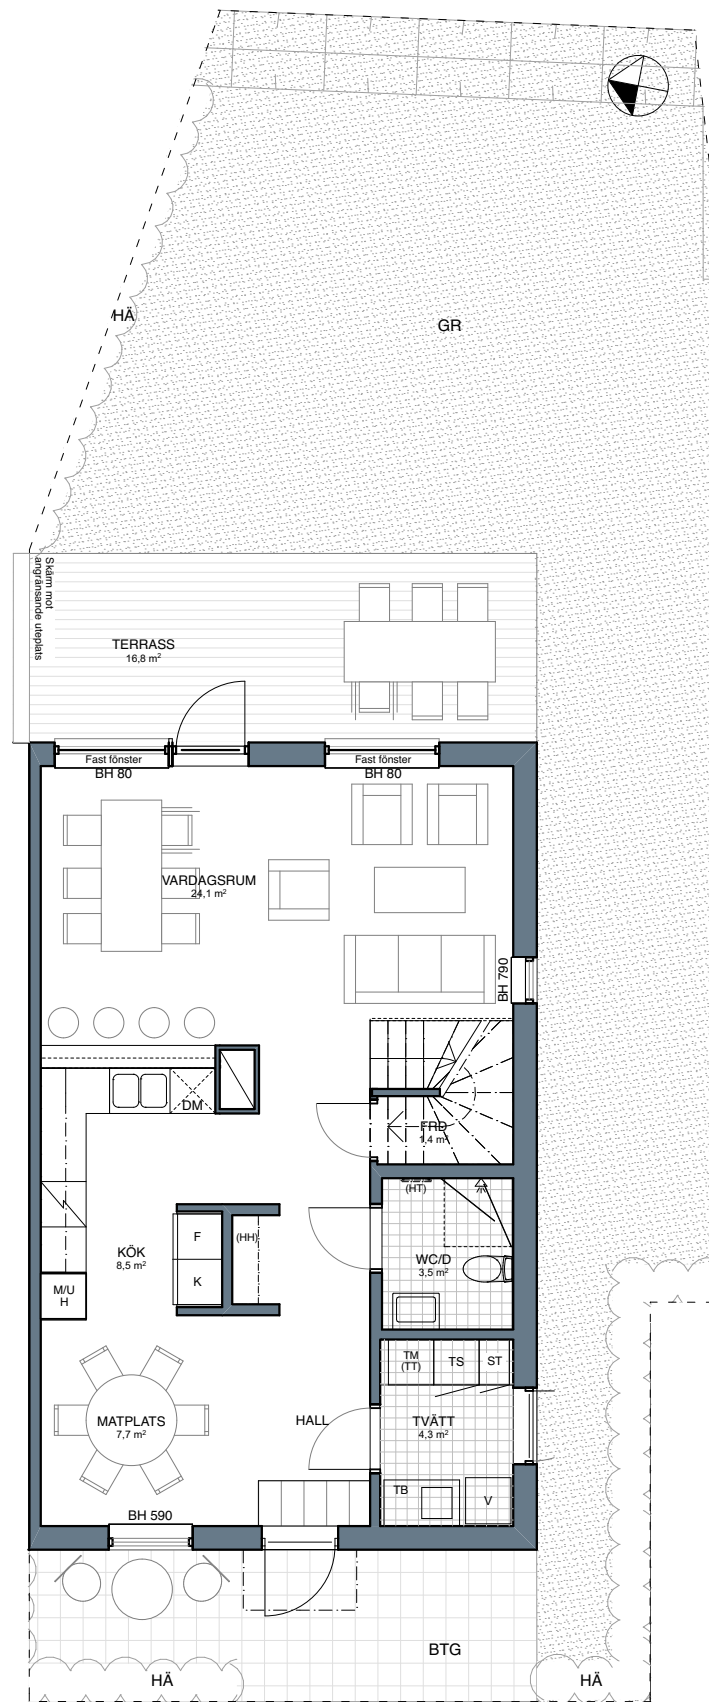 HÄ
GR
Skärm mot
angränsande uteplats
TERRASS
16,8 m²
Fast fönster
BH 80
Fast fönster
BH 80
VARDAGSRUM
24,1 m²
BH 790
DM
FRD
1,4 m²
(HT)
F
(HH)
KÖK
8,5 m²
WC/D
3,5 m²
K
M/U
H
TM
(TT)
TS
ST
MATPLATS
7,7 m²
HALL
TVÄTT
4,3 m²
TB
V
BH 590
BTG
HÄ
HÄ